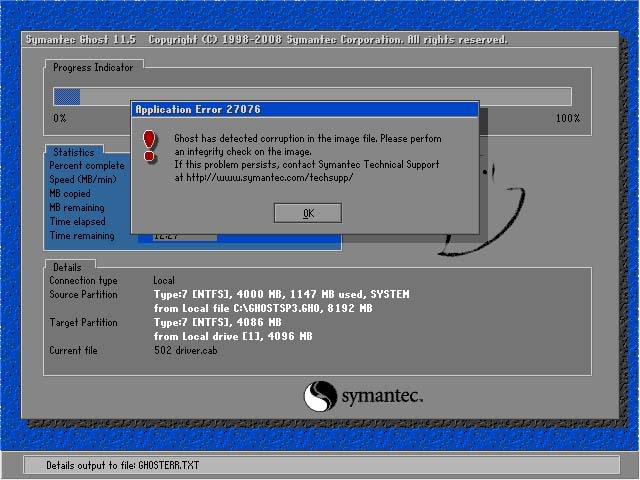 Symantec Ghost 11.5 Copyright (C) 1998-2008 Symantec Corporation. All rights reserved.
Progress Indicator
0%
100%
Application Error 27076
Ghost has detected corruption in the image file. Please perfom
an integrity check on the image.
If this problem persists, contact Symantec Technical Support
at http://www.symantec.com/techsupp/
OK
Statistics
Percent complete
Speed (MB/min)
MB copied
MB remaining
Time elapsed
Time remaining 12:27
Details
Connection type Local
Source Partition Type:7 [NTFS], 4000 MB, 1147 MB used, SYSTEM
from Local file C:\GHOSTSP3.GHO, 8192 MB
Target Partition Type:7 [NTFS], 4086 MB
from Local drive [1], 4096 MB
Current file 502 driver.cab
symantec.
Details output to file: GHOSTERR.TXT